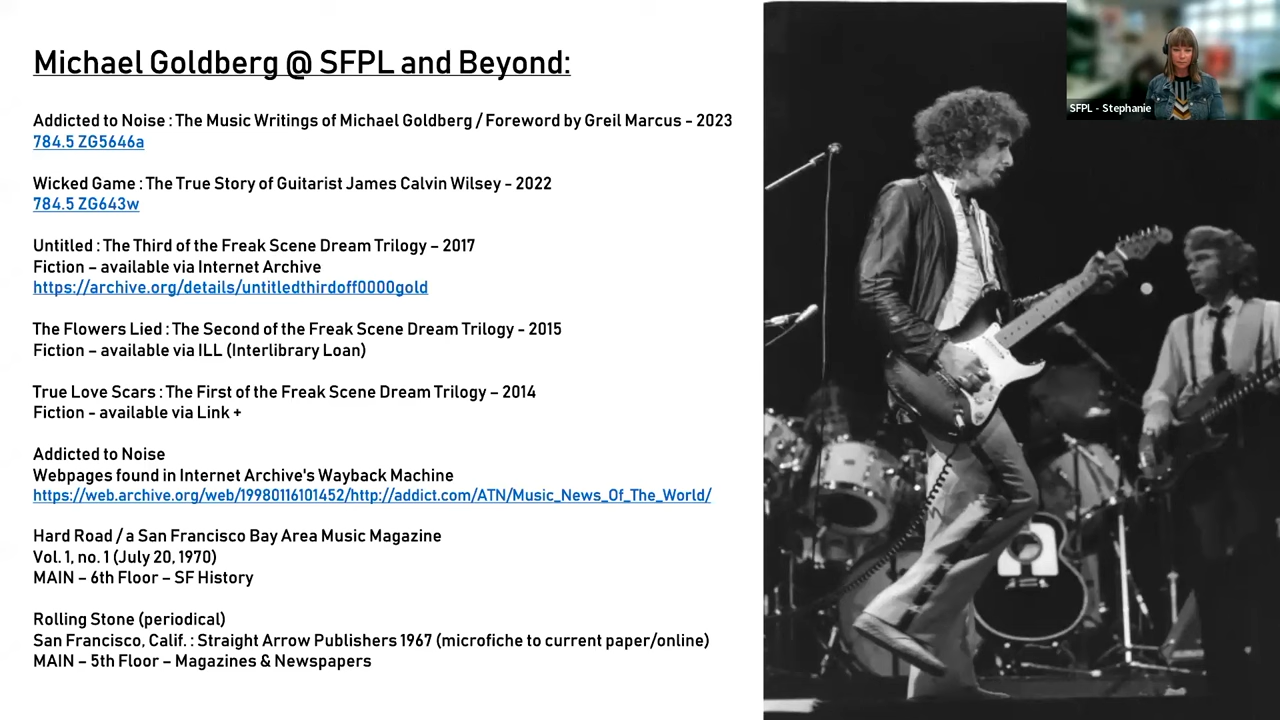 Michael Goldberg @ SFPL and Beyond:
Addicted to Noise : The Music Writings of Michael Goldberg / Foreword by Greil Marcus - 2023
784.5 ZG5646a
Wicked Game : The True Story of Guitarist James Calvin Wilsey - 2022
784.5 ZG643w
Untitled : The Third of the Freak Scene Dream Trilogy – 2017
Fiction – available via Internet Archive
https://archive.org/details/untitledthirdoff0000gold
The Flowers Lied : The Second of the Freak Scene Dream Trilogy - 2015
Fiction – available via ILL (Interlibrary Loan)
True Love Scars : The First of the Freak Scene Dream Trilogy – 2014
Fiction - available via Link +
Addicted to Noise
Webpages found in Internet Archive's Wayback Machine
https://web.archive.org/web/19980116101452/http://addict.com/ATN/Music_News_Of_The_World/
Hard Road / a San Francisco Bay Area Music Magazine
Vol. 1, no. 1 (July 20, 1970)
MAIN – 6th Floor – SF History
Rolling Stone (periodical)
San Francisco, Calif. : Straight Arrow Publishers 1967 (microfiche to current paper/online)
MAIN – 5th Floor – Magazines & Newspapers
SFPL - Stephanie